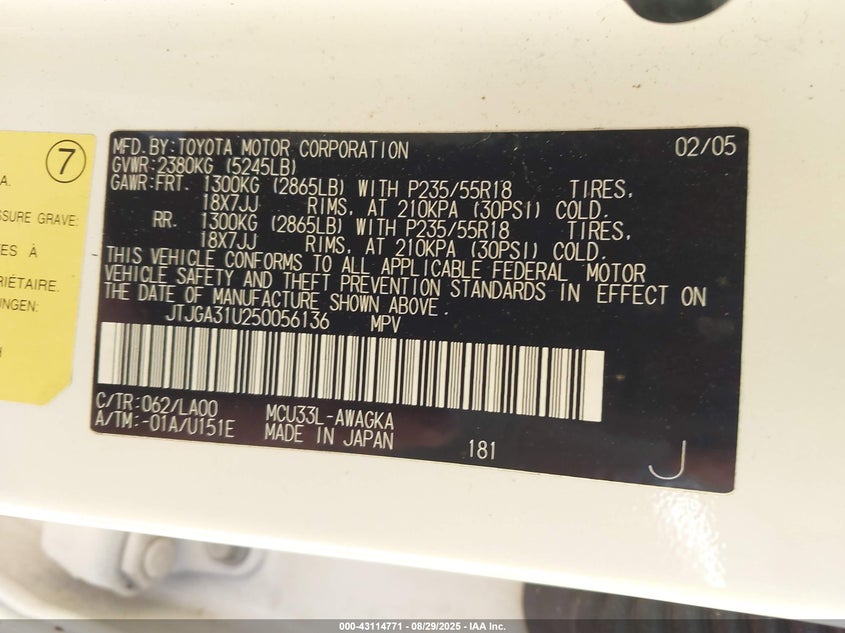 7
A.
SSURE GRAVE:
ES À
RIÉTAIRE.
UNGEN:
MFD.BY:TOYOTA MOTOR CORPORATION 02/05
GVWR:2380KG (5245LB)
GAWR:FRT. 1300KG (2865LB) WITH P235/55R18 TIRES,
18X7JJ RIMS, AT 210KPA (30PSI) COLD.
RR. 1300KG (2865LB) WITH P235/55R18 TIRES,
18X7JJ RIMS, AT 210KPA (30PSI) COLD.
THIS VEHICLE CONFORMS TO ALL APPLICABLE FEDERAL MOTOR
VEHICLE SAFETY AND THEFT PREVENTION STANDARDS IN EFFECT ON
THE DATE OF MANUFACTURE SHOWN ABOVE.
JTJGA31U250056136 MPV
C/TR:062/LA00 MCU33L-AWAGKA
A/TM:-01A/U151E MADE IN JAPAN 181
J
000-43114771 - 08/29/2025 - IAA Inc.